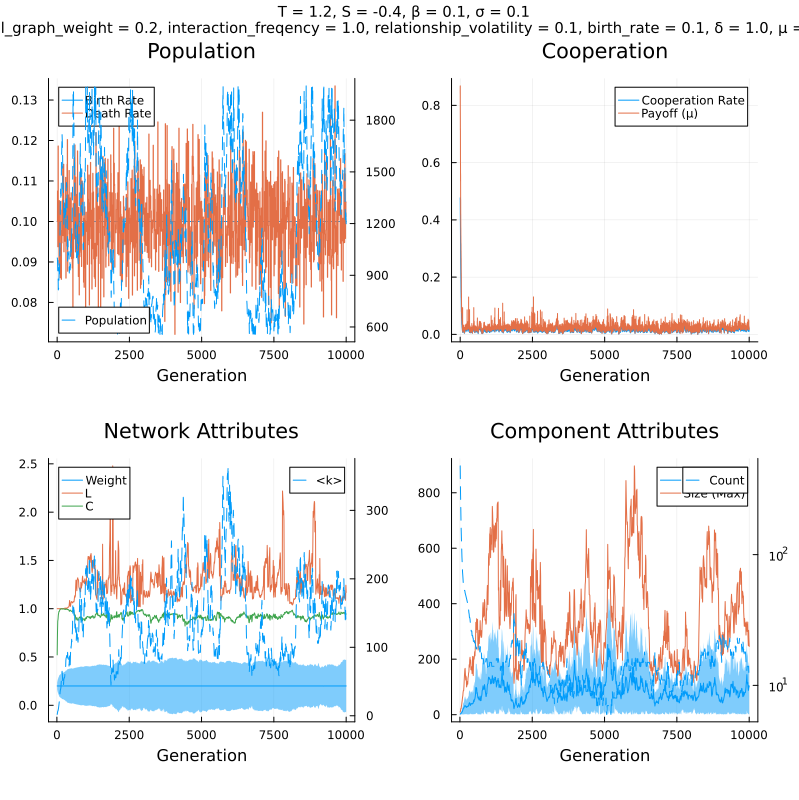 T = 1.2, S = -0.4, β = 0.1, σ = 0.1
l_graph_weight = 0.2, interaction_freqency = 1.0, relationship_volatility = 0.1, birth_rate = 0.1, δ = 1.0, μ =
Population
Cooperation
Birth Rate
Death Rate
Population
0.13
0.12
0.11
0.10
0.09
0.08
1800
1500
1200
900
600
0 2500 5000 7500 10000
Generation
Cooperation Rate
Payoff (μ)
0.8
0.6
0.4
0.2
0.0
0 2500 5000 7500 10000
Generation
Network Attributes
Component Attributes
Weight
L
C
<k>
2.5
2.0
1.5
1.0
0.5
0.0
300
200
100
0
0 2500 5000 7500 10000
Generation
Count
Size (Max)
800
600
400
200
0
10²
10¹
0 2500 5000 7500 10000
Generation